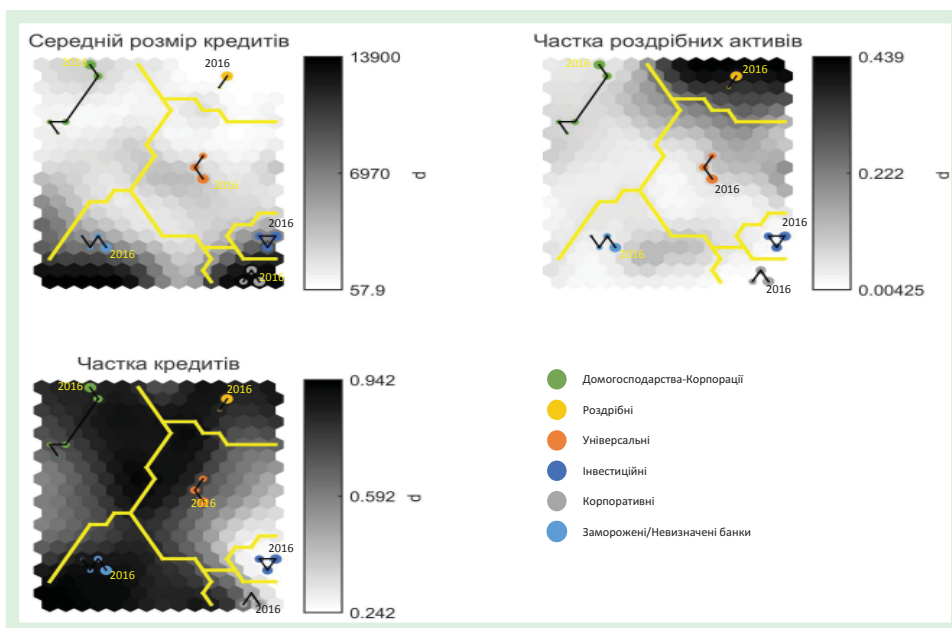 Середній розмір кредитів
2016
2016
2016
2016
2016
2016
13900
6970
57.9
d
Частка роздрібних активів
2016
2016
2016
2016
2016
2016
0.439
0.222
0.00425
d
Частка кредитів
2016
2016
2016
2016
2016
2016
0.942
0.592
0.242
d
Домогосподарства-Корпорації
Роздрібні
Універсальні
Інвестиційні
Корпоративні
Заморожені/Невизначені банки